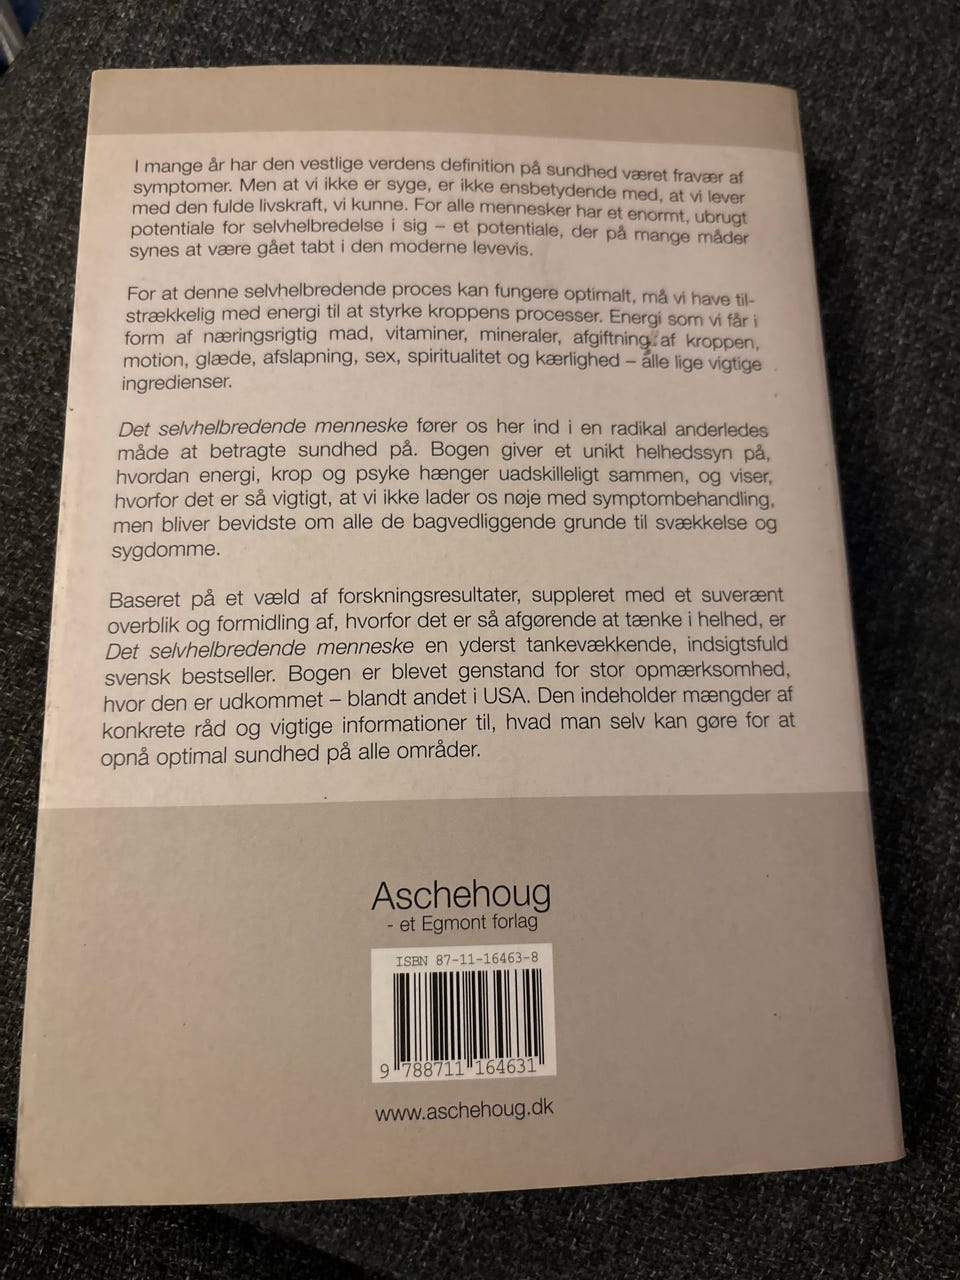 I mange år har den vestlige verdens definition på sundhed været fravær af
symptomer. Men at vi ikke er syge, er ikke ensbetydende med, at vi lever
med den fulde livskraft, vi kunne. For alle mennesker har et enormt, ubrugt
potentiale for selvhelbredelse i sig – et potentiale, der på mange måder
synes at være gået tabt i den moderne levevis.
For at denne selvhelbredende proces kan fungere optimalt, må vi have til-
strækkelig med energi til at styrke kroppens processer. Energi som vi får i
form af næringsrigtig mad, vitaminer, mineraler, afgiftning af kroppen,
motion, glæde, afslapning, sex, spiritualitet og kærlighed – alle lige vigtige
ingredienser.
Det selvhelbredende menneske fører os her ind i en radikal anderledes
måde at betragte sundhed på. Bogen giver et unikt helhedssyn på,
hvordan energi, krop og psyke hænger uadskilleligt sammen, og viser,
hvorfor det er så vigtigt, at vi ikke lader os nøje med symptombehandling,
men bliver bevidste om alle de bagvedliggende grunde til svækkelse og
sygdomme.
Baseret på et væld af forskningsresultater, suppleret med et suverænt
overblik og formidling af, hvorfor det er så afgørende at tænke i helhed, er
Det selvhelbredende menneske en yderst tankevækkende, indsigtsfuld
svensk bestseller. Bogen er blevet genstand for stor opmærksomhed,
hvor den er udkommet – blandt andet i USA. Den indeholder mængder af
konkrete råd og vigtige informationer til, hvad man selv kan gøre for at
opnå optimal sundhed på alle områder.
Aschehoug
- et Egmont forlag
ISBN 87-11-16463-8
9 788711 164631
www.aschehoug.dk